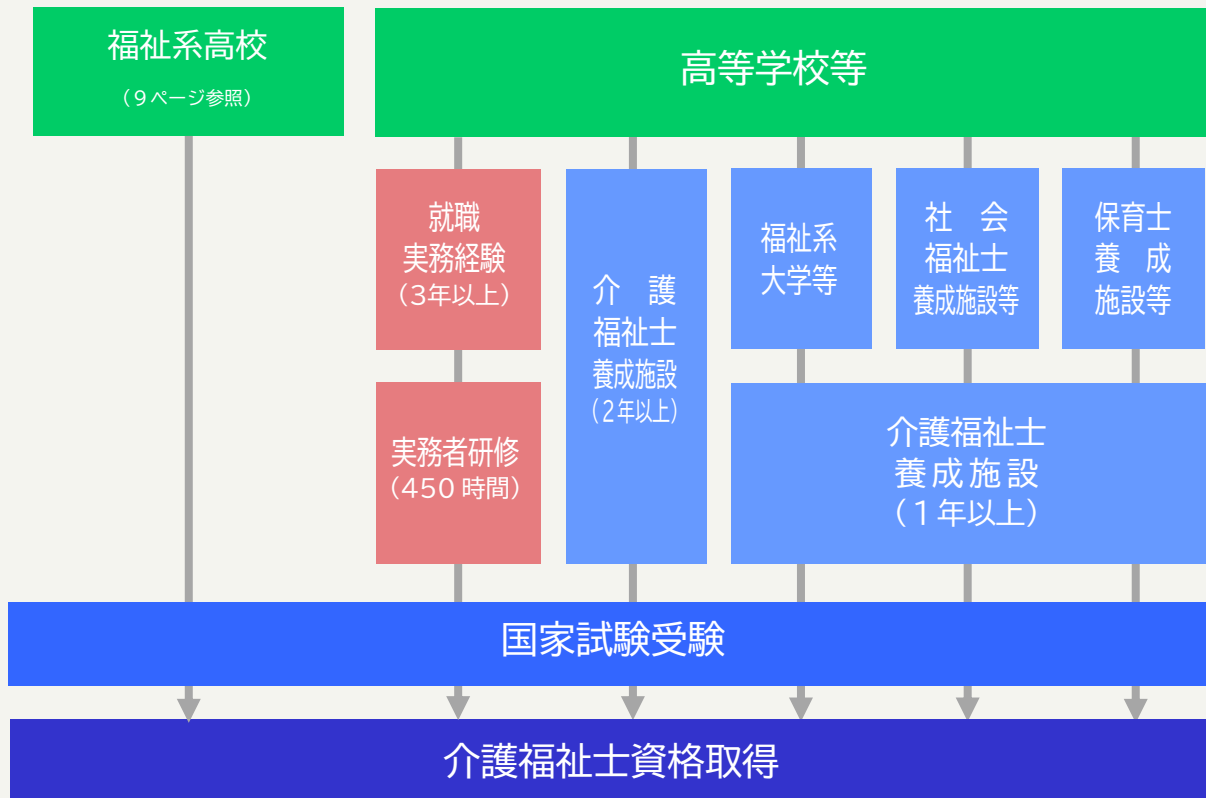 福祉系高校
（9ページ参照）
高等学校等
就職
実務経験
（3年以上）
実務者研修
（450 時間）
介　護
福祉士
養成施設
（２年以上）
福祉系
大学等
社　会
福祉士
養成施設等
保育士
養　成
施設等
介護福祉士
養成施設
（１年以上）
国家試験受験
介護福祉士資格取得